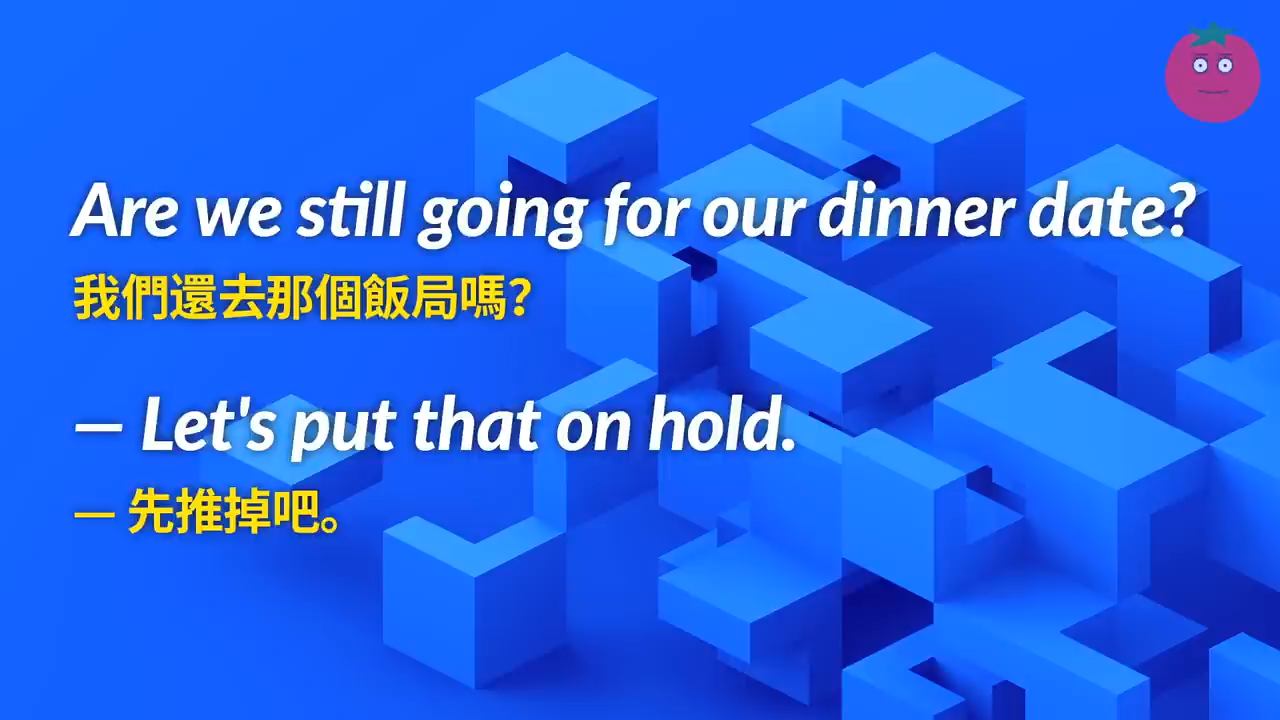 Are we still going for our dinner date?
我們還去那個飯局嗎?
— Let's put that on hold.
— 先推掉吧。